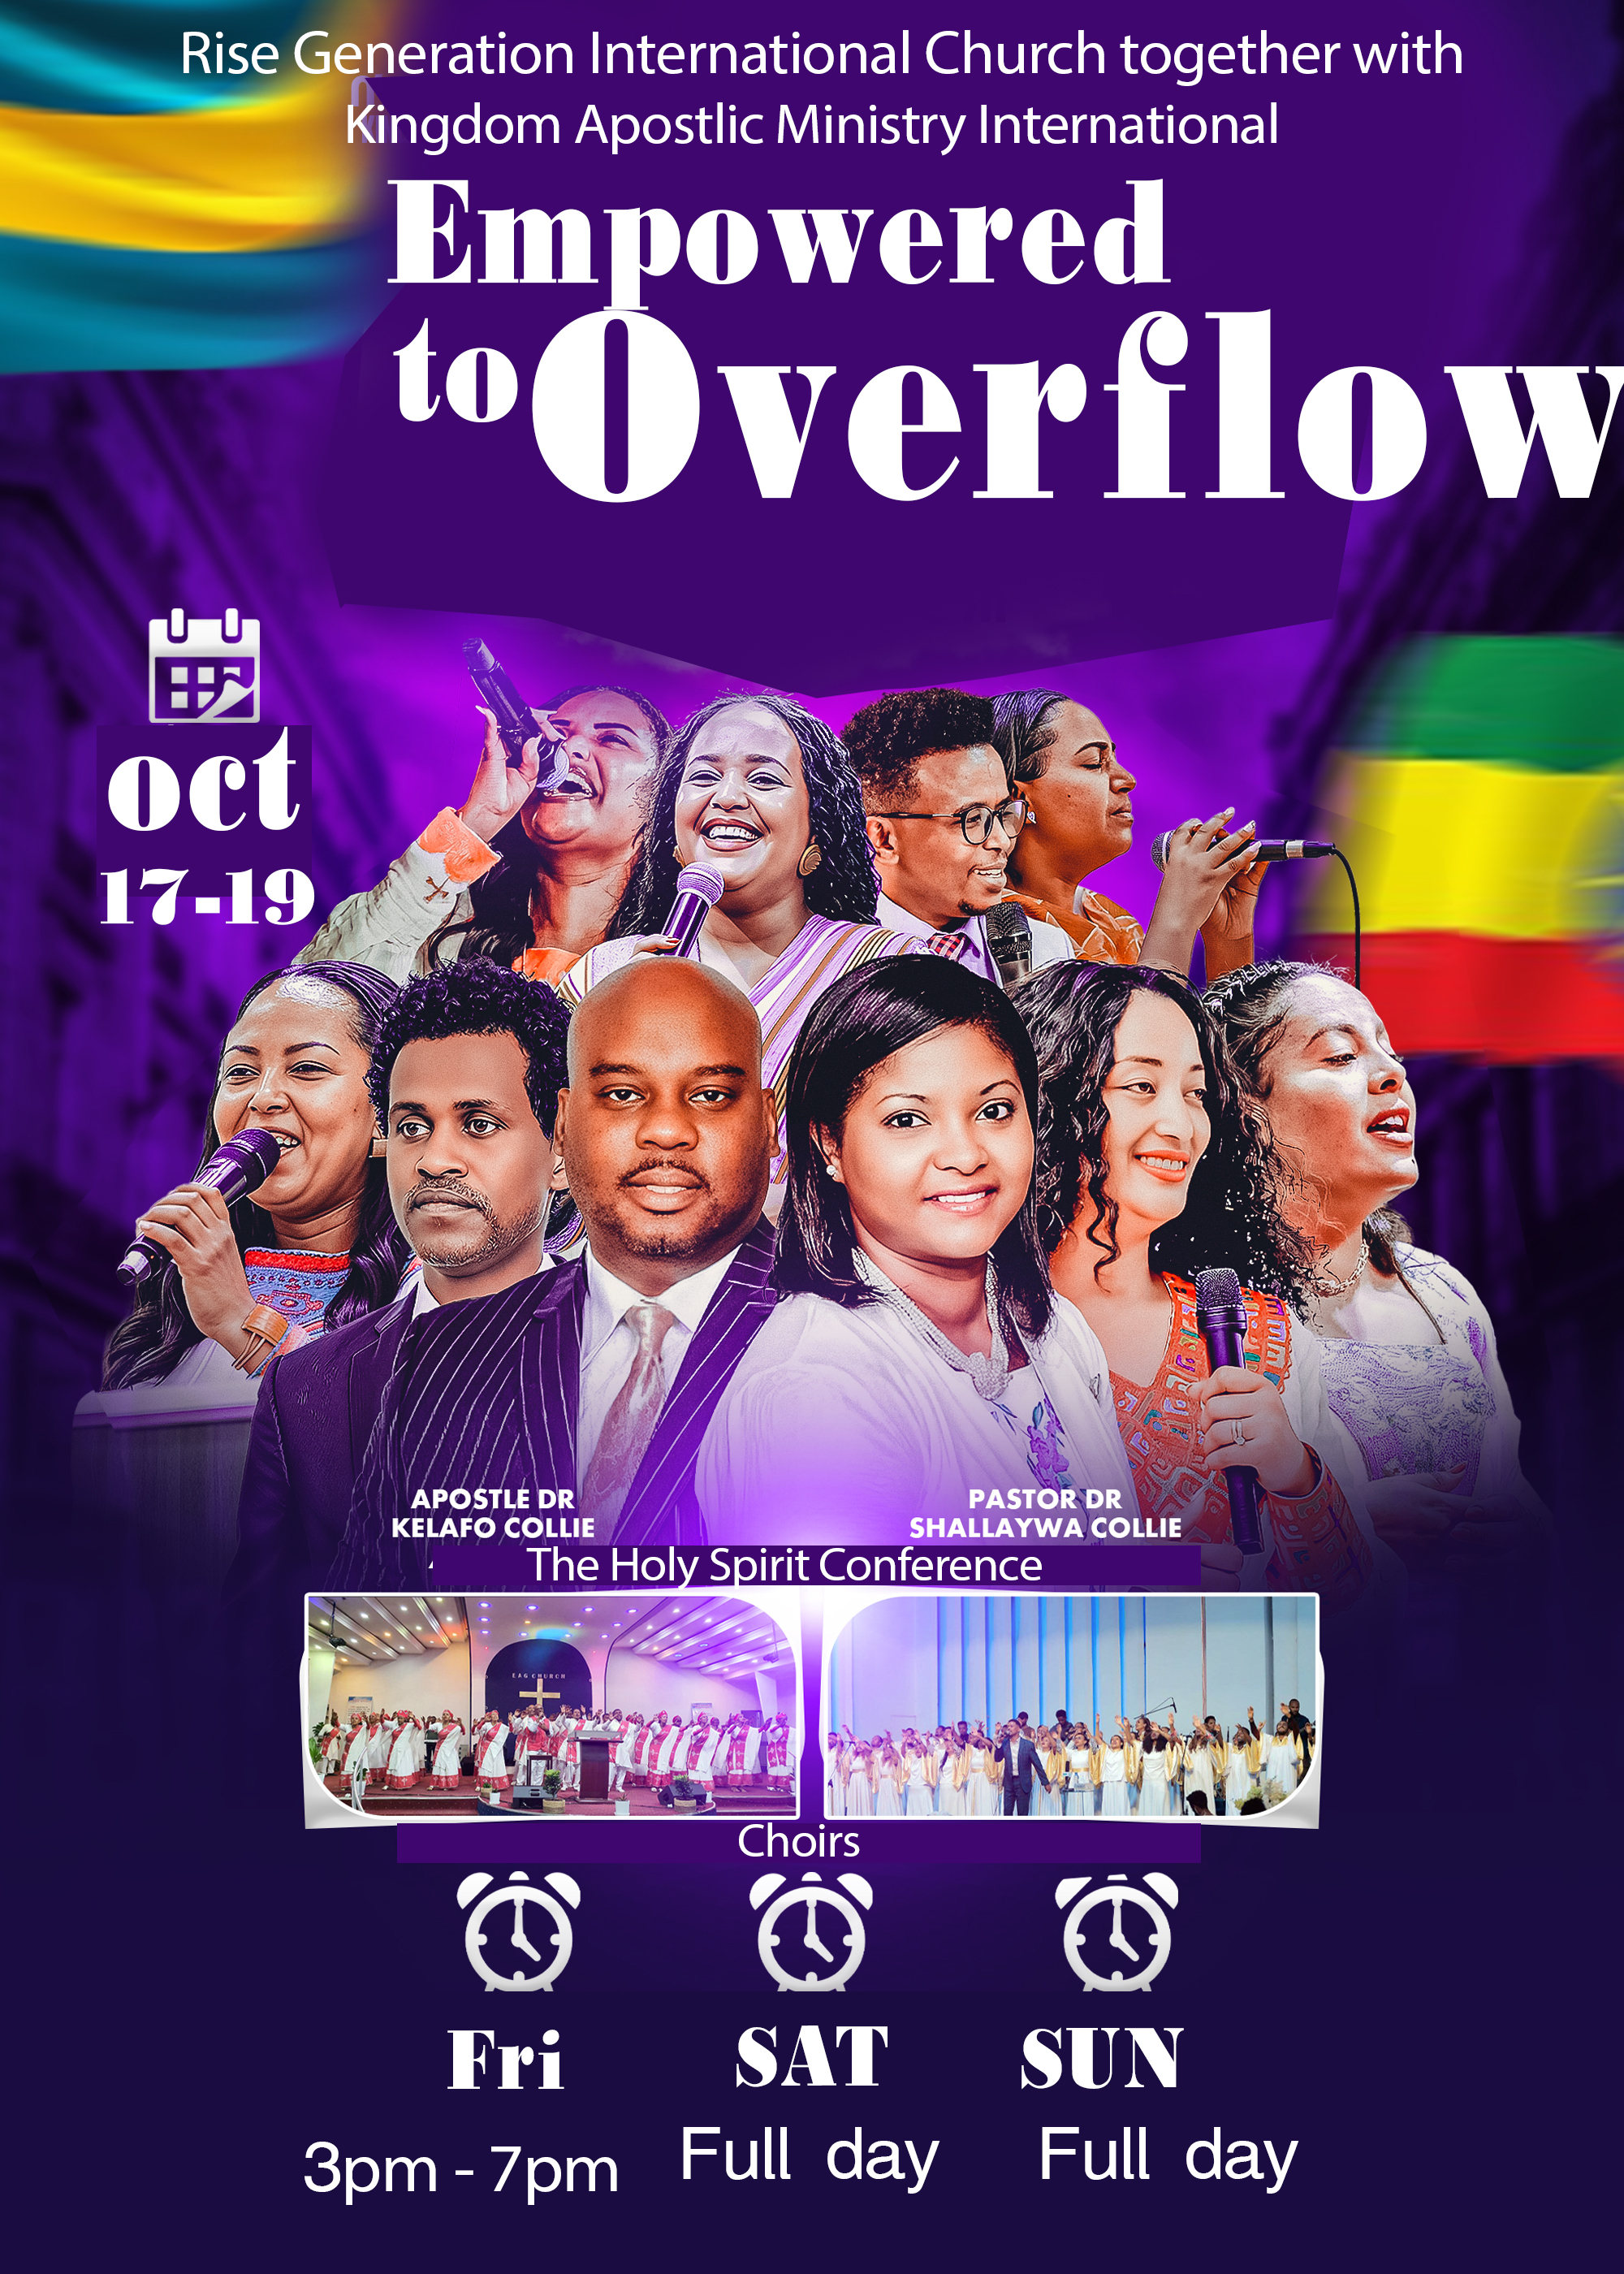 Rise Generation International Church together with
Kingdom Apostlic Ministry International
Empowered
to Overflow
oct
17-19
APOSTLE DR
KELAFO COLLIE
PASTOR DR
SHALLAYWA COLLIE
The Holy Spirit Conference
EAG CHURCH
Choirs
Fri SAT SUN
3pm - 7pm Full day Full day